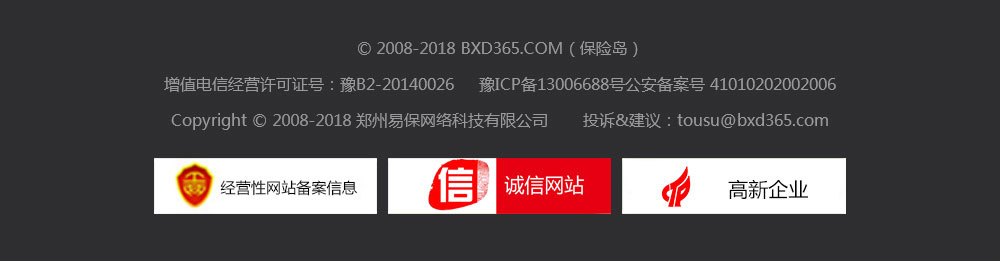 © 2008-2018 BXD365.COM（保险岛）
增值电信经营许可证号：豫B2-20140026 豫ICP备13006688号公安备案号 41010202002006
Copyright © 2008-2018 郑州易保网络科技有限公司 投诉&建议：tousu@bxd365.com
经营性网站备案信息 信 诚信网站 高新企业